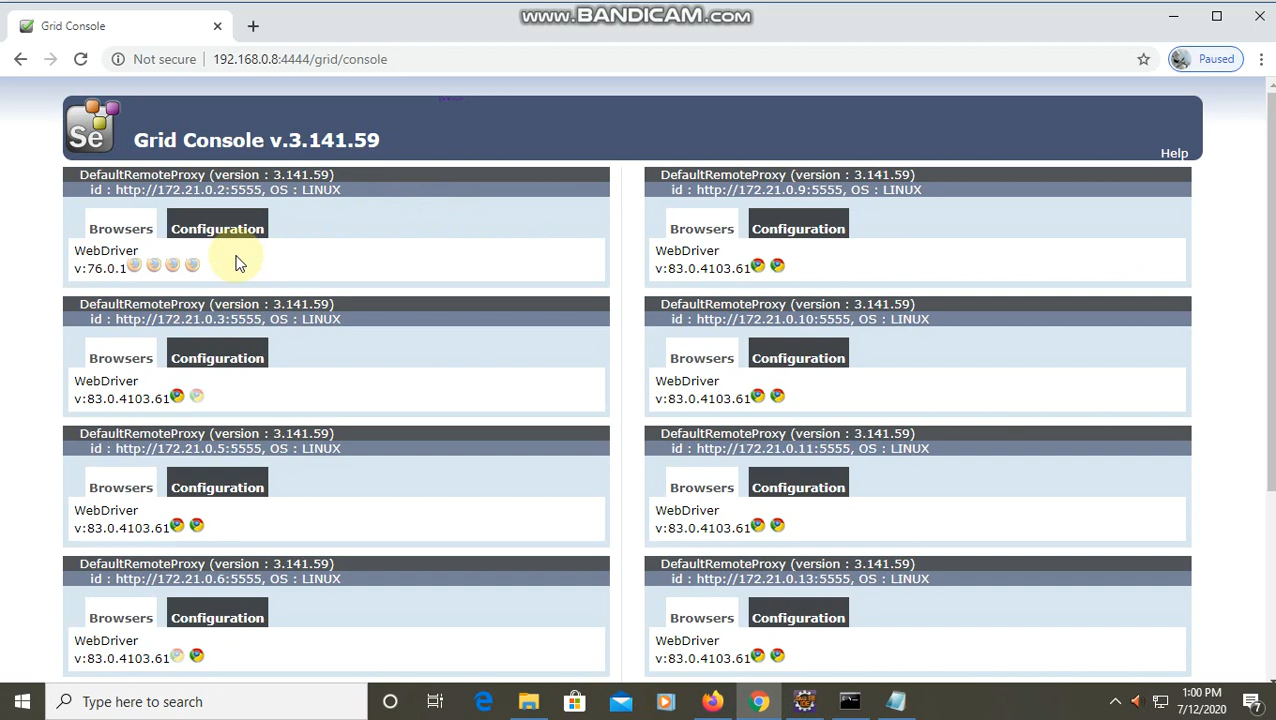 www.BANDICAM.com
Grid Console
Not secure
192.168.0.8:4444/grid/console
Paused
Se
Grid Console v.3.141.59
Help
DefaultRemoteProxy (version : 3.141.59)
id : http://172.21.0.2:5555, OS : LINUX
Browsers
Configuration
WebDriver
v:76.0.1
DefaultRemoteProxy (version : 3.141.59)
id : http://172.21.0.3:5555, OS : LINUX
Browsers
Configuration
WebDriver
v:83.0.4103.61
DefaultRemoteProxy (version : 3.141.59)
id : http://172.21.0.5:5555, OS : LINUX
Browsers
Configuration
WebDriver
v:83.0.4103.61
DefaultRemoteProxy (version : 3.141.59)
id : http://172.21.0.6:5555, OS : LINUX
Browsers
Configuration
WebDriver
v:83.0.4103.61
DefaultRemoteProxy (version : 3.141.59)
id : http://172.21.0.9:5555, OS : LINUX
Browsers
Configuration
WebDriver
v:83.0.4103.61
DefaultRemoteProxy (version : 3.141.59)
id : http://172.21.0.10:5555, OS : LINUX
Browsers
Configuration
WebDriver
v:83.0.4103.61
DefaultRemoteProxy (version : 3.141.59)
id : http://172.21.0.11:5555, OS : LINUX
Browsers
Configuration
WebDriver
v:83.0.4103.61
DefaultRemoteProxy (version : 3.141.59)
id : http://172.21.0.13:5555, OS : LINUX
Browsers
Configuration
WebDriver
v:83.0.4103.61
Type here to search
1:00 PM
7/12/2020
7